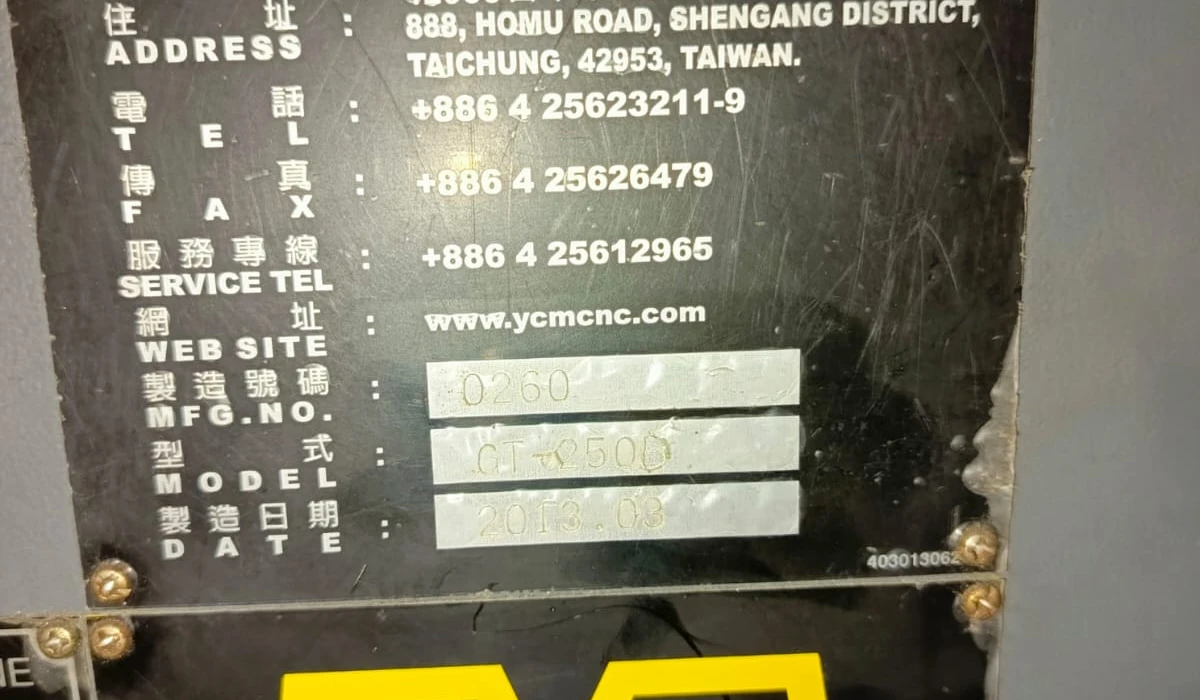 住址 : 888, HOMU ROAD, SHENGANG DISTRICT,
ADDRESS TAICHUNG, 42953, TAIWAN.
電話 : +886 4 25623211-9
TEL
傳真 : +886 4 25626479
FAX
服務專線 : +886 4 25612965
SERVICE TEL
網址 : www.ycmcnc.com
WEB SITE
製造號碼 : 0260
MFG.NO.
型式 : GT-250B
MODEL
製造日期 : 2013.03
DATE
403013062